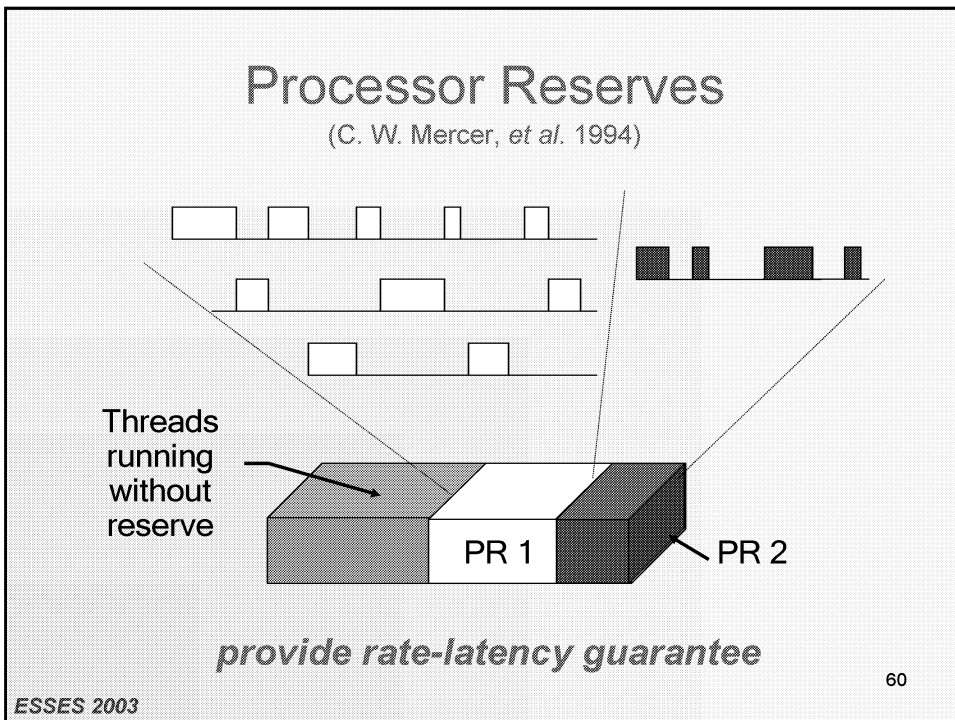 Processor Reserves
(C. W. Mercer, et al. 1994)
Threads
running
without
reserve
PR 1
PR 2
provide rate-latency guarantee
60
ESSES 2003